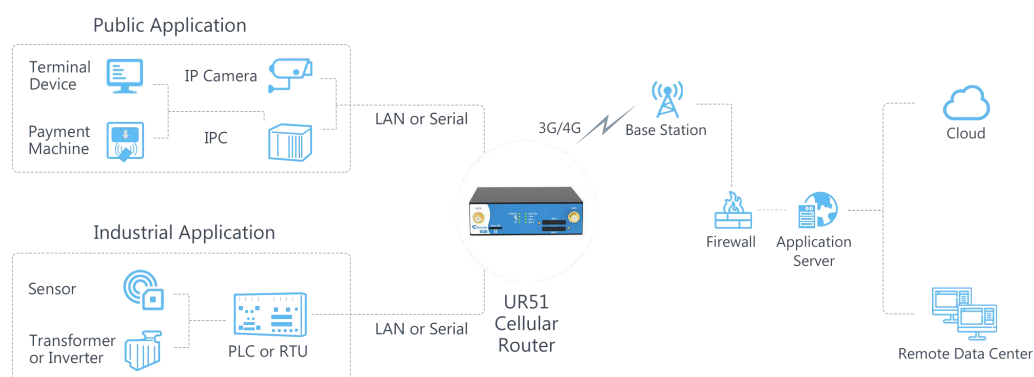 Public Application
Terminal
Device
IP Camera
Payment
Machine
IPC
LAN or Serial
3G/4G
Base Station
Cloud
Firewall
Application
Server
Industrial Application
Sensor
Transformer
or Inverter
PLC or RTU
LAN or Serial
UR51
Cellular
Router
Remote Data Center